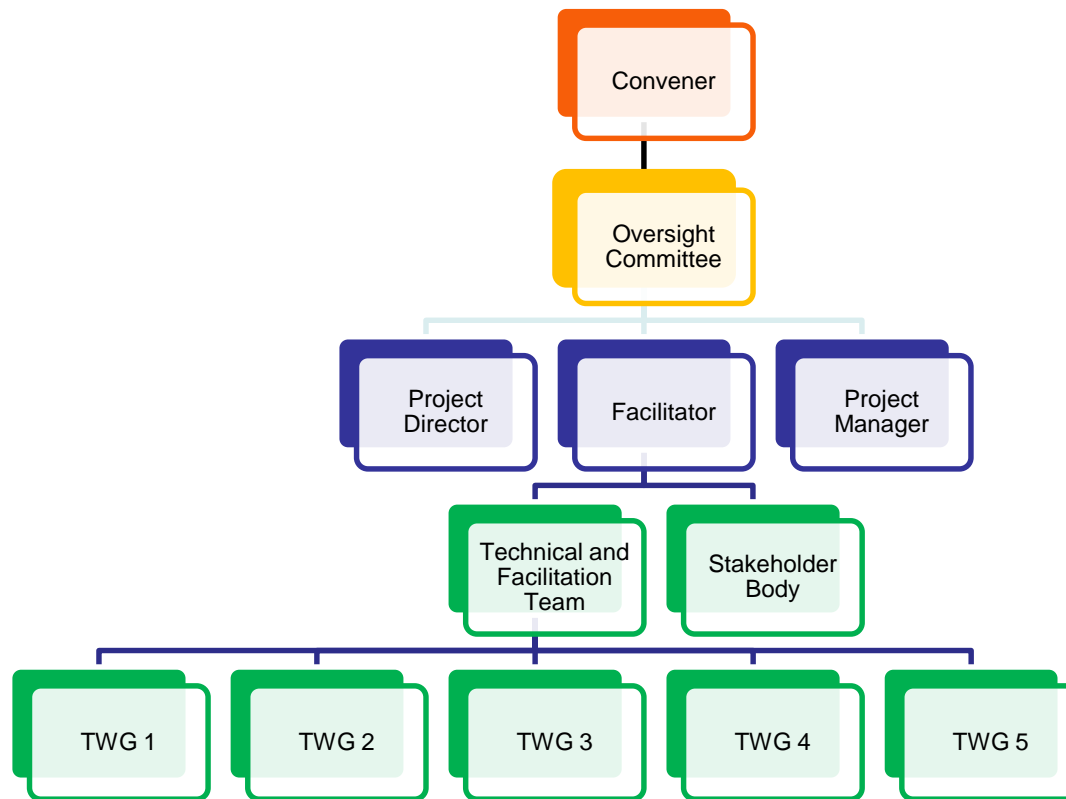 Convener
Oversight
Committee
Project
Director
Facilitator
Project
Manager
Technical and
Facilitation
Team
Stakeholder
Body
TWG 1
TWG 2
TWG 3
TWG 4
TWG 5